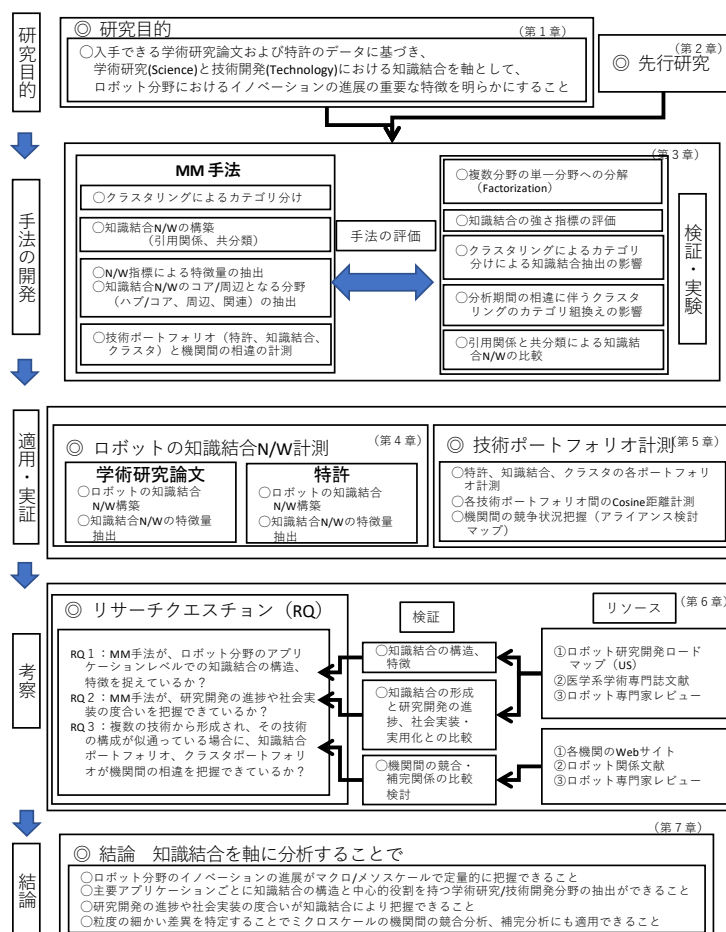 研究目的
◎ 研究目的
(第1章)
○入手できる学術研究論文および特許のデータに基づき、
学術研究(Science)と技術開発(Technology)における知識結合を軸として、
ロボット分野におけるイノベーションの進展の重要な特徴を明らかにすること
(第2章)
◎ 先行研究
手法の開発
(第3章)
MM 手法
○クラスタリングによるカテゴリ分け
○知識結合N/Wの構築
(引用関係、共分類)
○N/W指標による特徴量の抽出
○知識結合N/Wのコア/周辺となる分野
(ハブ/コア、周辺、関連)の抽出
○技術ポートフォリオ(特許、知識結合、
クラスタ)と機関間の相違の計測
手法の評価
○複数分野の単一分野への分解
(Factorization)
○知識結合の強さ指標の評価
○クラスタリングによるカテゴリ
分けによる知識結合抽出の影響
○分析期間の相違に伴うクラスタ
リングのカテゴリ組換えの影響
○引用関係と共分類による知識結
合N/Wの比較
検証・実験
適用・実証
◎ ロボットの知識結合N/W計測
(第4章)
学術研究論文
○ロボットの知識結合
N/W構築
○知識結合N/Wの特徴量
抽出
特許
○ロボットの知識結合
N/W構築
○知識結合N/Wの特徴量
抽出
◎ 技術ポートフォリオ計測
(第5章)
○特許、知識結合、クラスタの各ポートフォリ
オ計測
○各技術ポートフォリオ間のCosine距離計測
○機関間の競争状況把握(アライアンス検討
マップ)
考察
(第6章)
◎ リサーチクエスチョン(RQ)
RQ1:MM手法が、ロボット分野のアプリ
ケーションレベルでの知識結合の構造、
特徴を捉えているか?
RQ2:MM手法が、研究開発の進捗や社会実
装の度合いを把握できているか?
RQ3:複数の技術から形成され、その技術
の構成が似通っている場合に、知識結合
ポートフォリオ、クラスタポートフォリ
オが機関間の相違を把握できているか?
検証
○知識結合の構造、
特徴
○知識結合の形成
と研究開発の進
捗、社会実装・
実用化との比較
○機関間の競合・
補完関係の比較
検討
リソース
①ロボット研究開発ロード
マップ(US)
②医学系学術専門誌文献
③ロボット専門家レビュー
①各機関のWebサイト
②ロボット関係文献
③ロボット専門家レビュー
結論
(第7章)
◎ 結論 知識結合を軸に分析することで
○ロボット分野のイノベーションの進展がマクロ/メソスケールで定量的に把握できること
○主要アプリケーションごとに知識結合の構造と中心的役割を持つ学術研究/技術開発分野の抽出ができること
○研究開発の進捗や社会実装の度合いが知識結合により把握できること
○粒度の細かい差異を特定することでミクロスケールの機関間の競合分析、補完分析にも適用できること